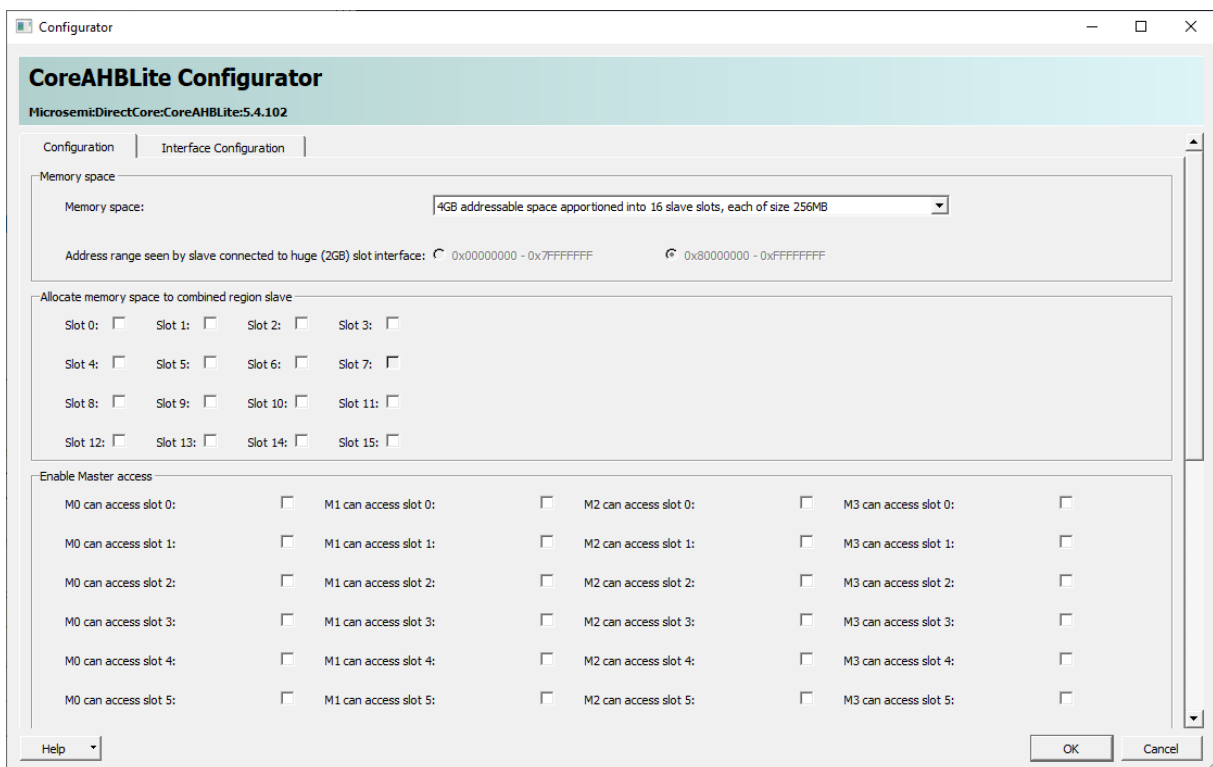 Configurator
CoreAHBLite Configurator
Microsemi:DirectCore:CoreAHBLite:5.4.102
Configuration Interface Configuration
Memory space
Memory space: 4GB addressable space apportioned into 16 slave slots, each of size 256MB
Address range seen by slave connected to huge (2GB) slot interface: 0x00000000 - 0x7FFFFFFF 0x80000000 - 0xFFFFFFFF
Allocate memory space to combined region slave
Slot 0: Slot 1: Slot 2: Slot 3:
Slot 4: Slot 5: Slot 6: Slot 7:
Slot 8: Slot 9: Slot 10: Slot 11:
Slot 12: Slot 13: Slot 14: Slot 15:
Enable Master access
M0 can access slot 0: M1 can access slot 0: M2 can access slot 0: M3 can access slot 0:
M0 can access slot 1: M1 can access slot 1: M2 can access slot 1: M3 can access slot 1:
M0 can access slot 2: M1 can access slot 2: M2 can access slot 2: M3 can access slot 2:
M0 can access slot 3: M1 can access slot 3: M2 can access slot 3: M3 can access slot 3:
M0 can access slot 4: M1 can access slot 4: M2 can access slot 4: M3 can access slot 4:
M0 can access slot 5: M1 can access slot 5: M2 can access slot 5: M3 can access slot 5:
Help OK Cancel